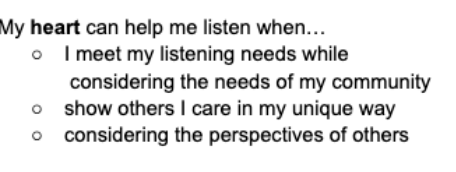 My heart can help me listen when…
○ I meet my listening needs while
considering the needs of my community
○ show others I care in my unique way
○ considering the perspectives of others